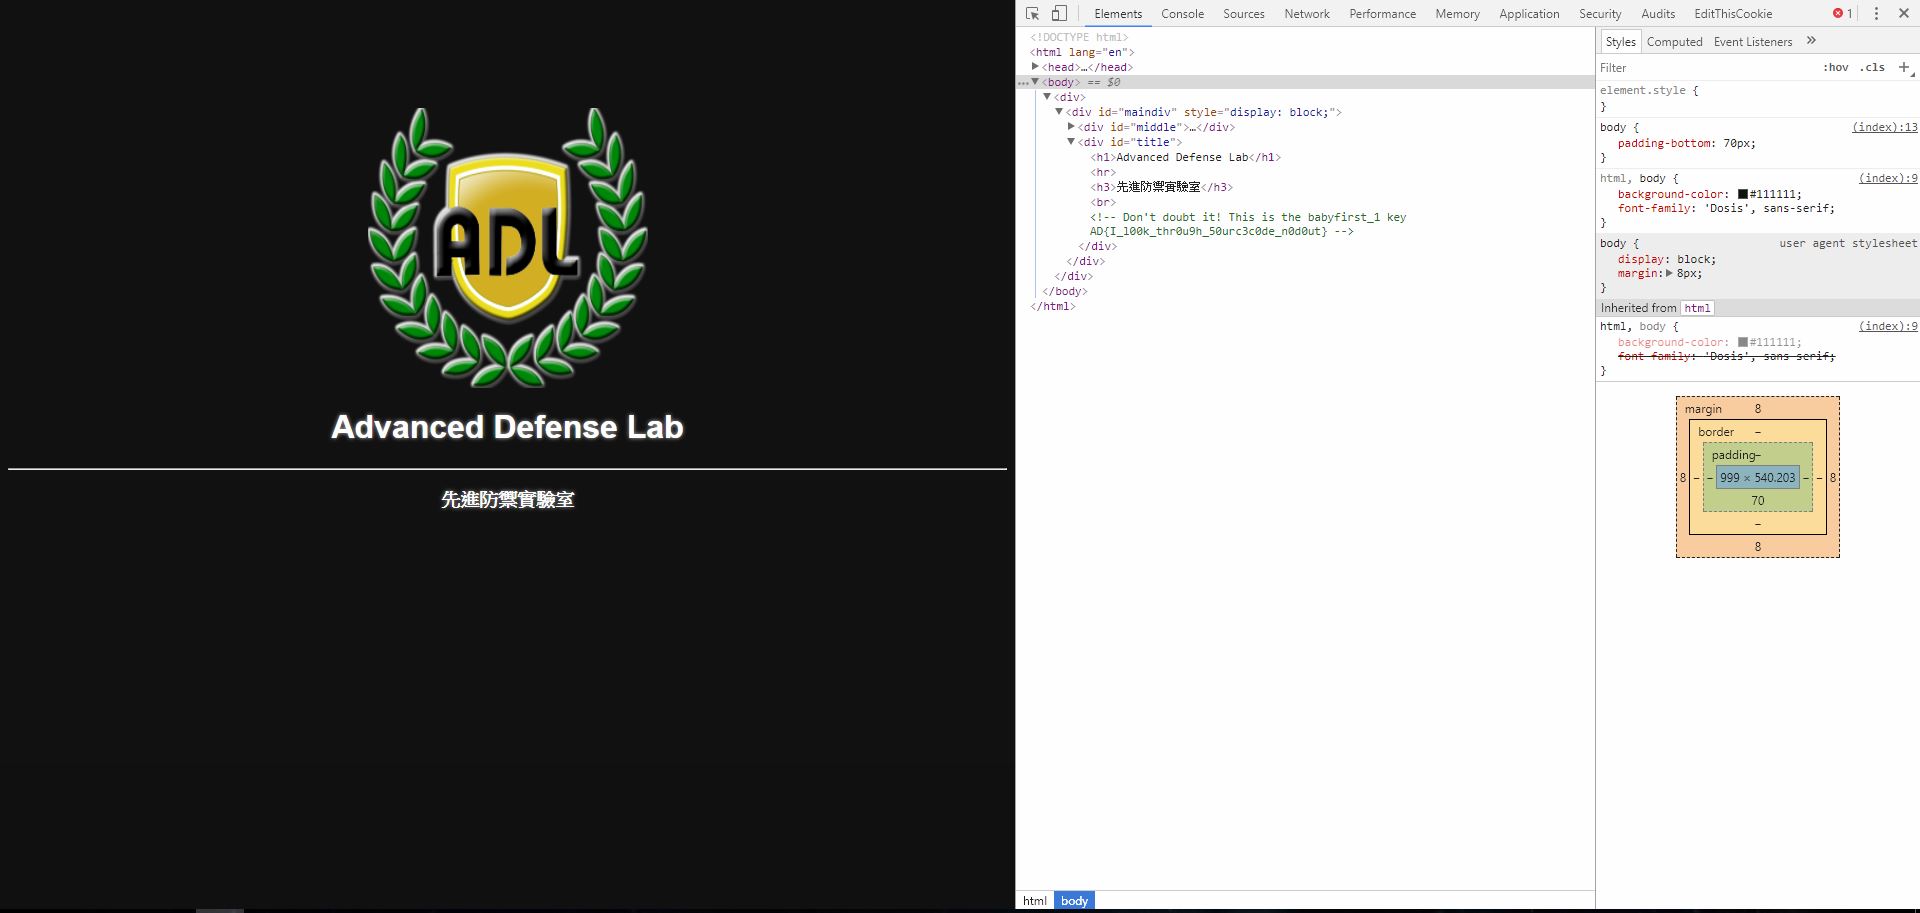 ADL
Advanced Defense Lab
先進防禦實驗室
Elements Console Sources Network Performance Memory Application Security Audits EditThisCookie 1
<!DOCTYPE html>
<html lang="en">
<head>…</head>
<body> == $0
<div>
<div id="maindiv" style="display: block;">
<div id="middle">…</div>
<div id="title">
<h1>Advanced Defense Lab</h1>
<hr>
<h3>先進防禦實驗室</h3>
<br>
<!-- Don't doubt it! This is the babyfirst_1 key
AD{I_l00k_thr0u9h_50urc3c0de_n0d0ut} -->
</div>
</div>
</div>
</body>
</html>
html body
Styles Computed Event Listeners »
Filter :hov .cls +
element.style {
}
body { (index):13
padding-bottom: 70px;
}
html, body { (index):9
background-color: #111111;
font-family: 'Dosis', sans-serif;
}
body { user agent stylesheet
display: block;
margin: 8px;
}
Inherited from html
html, body { (index):9
background-color: #111111;
font-family: 'Dosis', sans-serif;
}
margin 8
border –
padding–
8 – – 999 × 540.203 – – 8
70
–
8